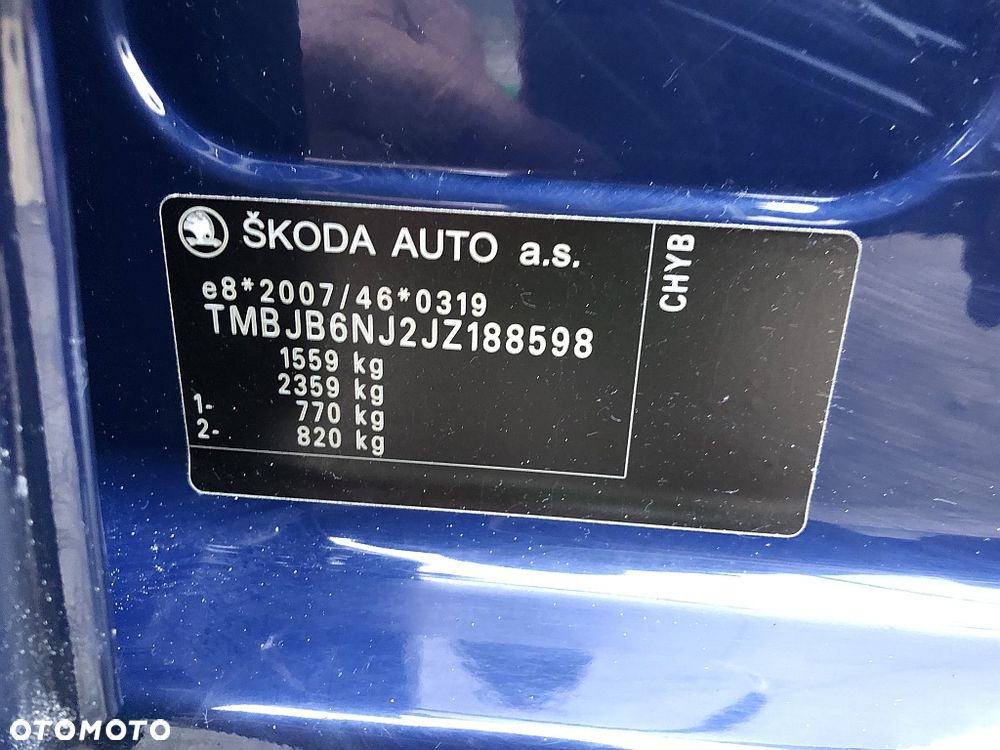 ŠKODA AUTO a.s.
e8*2007/46*0319
TMBJB6NJ2JZ188598
1559 kg
2359 kg
1- 770 kg
2- 820 kg
CHYB
OTOMOTO